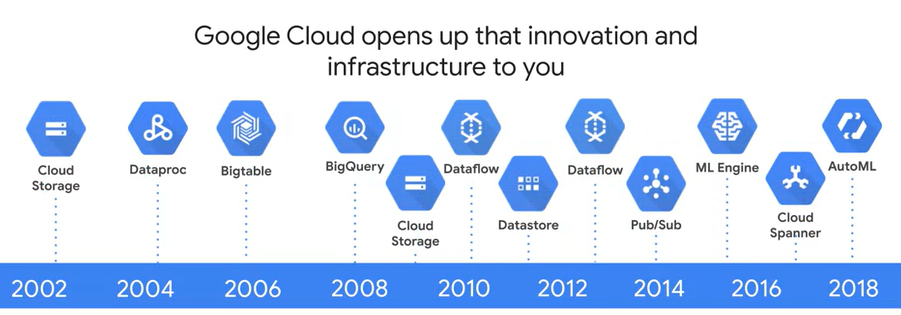 Google Cloud opens up that innovation and
infrastructure to you
Cloud
Storage
Dataproc
Bigtable
BigQuery
Cloud
Storage
Dataflow
Datastore
Dataflow
Pub/Sub
ML Engine
Cloud
Spanner
AutoML
2002 2004 2006 2008 2010 2012 2014 2016 2018